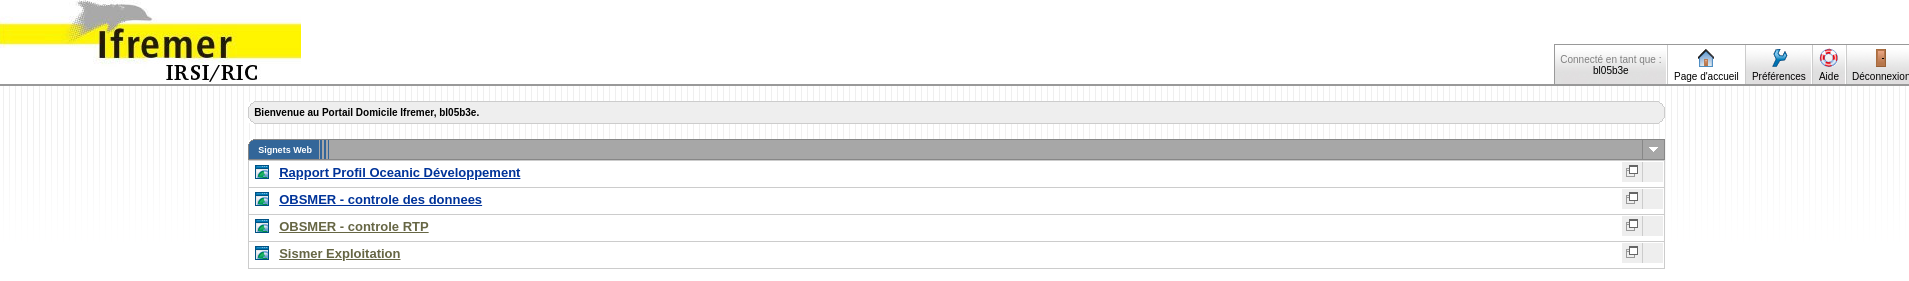 Ifremer
IRSI/RIC
Connecté en tant que :
bl05b3e
Page d'accueil
Préférences
Aide
Déconnexion
Bienvenue au Portail Domicile Ifremer, bl05b3e.
Signets Web
Rapport Profil Oceanic Développement
OBSMER - controle des donnees
OBSMER - controle RTP
Sismer Exploitation